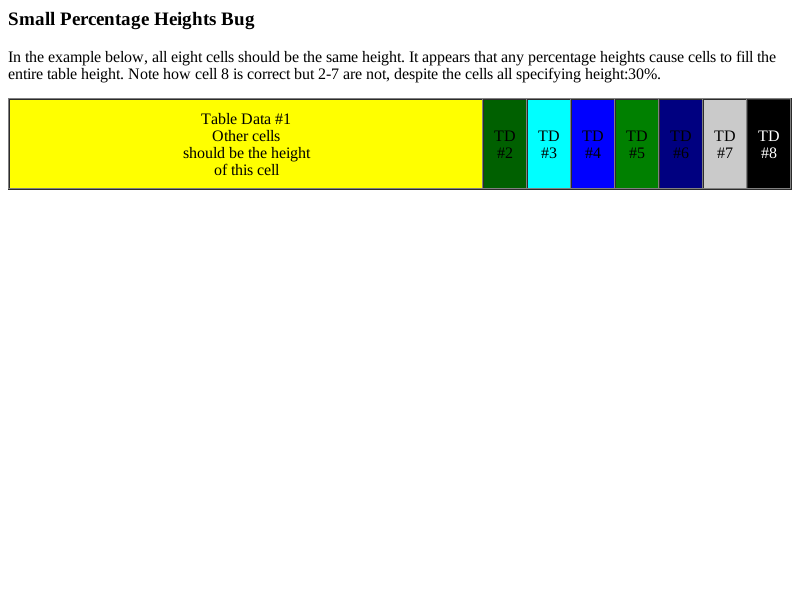 Small Percentage Heights Bug
In the example below, all eight cells should be the same height. It appears that any percentage heights cause cells to fill the
entire table height. Note how cell 8 is correct but 2-7 are not, despite the cells all specifying height:30%.
Table Data #1
Other cells
should be the height
of this cell
TD
#2
TD
#3
TD
#4
TD
#5
TD
#6
TD
#7
TD
#8